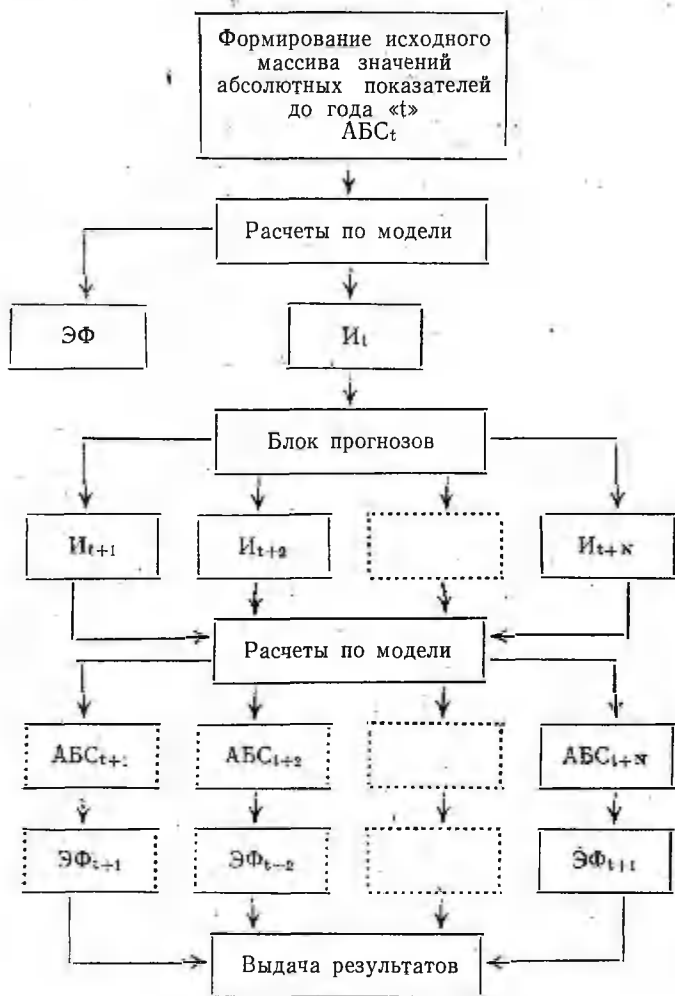 Формирование исходного
массива значений
абсолютных показателей
до года «t»
АБСt
Расчеты по модели
ЭФ
Иt
Блок прогнозов
Иt+1
Иt+2
Иt+N
Расчеты по модели
АБСt+1
АБСt+2
АБСt+N
ЭФt+1
ЭФt−2
ЭФt+1
Выдача результатов